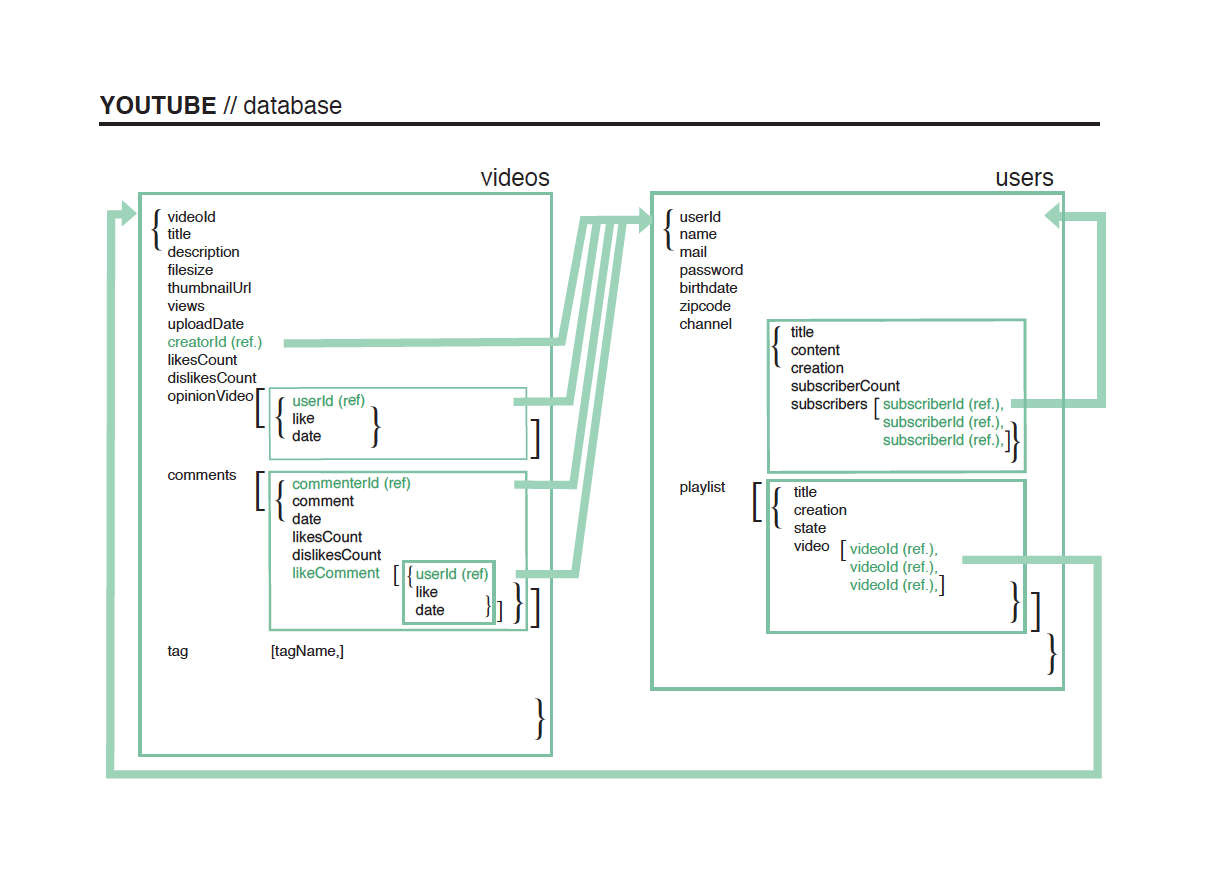 YOUTUBE // database
videos
{ videoId
title
description
filesize
thumbnailUrl
views
uploadDate
creatorId (ref.)
likesCount
dislikesCount
opinionVideo [ { userId (ref)
like
date } ]
comments [ { commenterId (ref)
comment
date
likesCount
dislikesCount
likeComment [ { userId (ref)
like
date } ] } ]
tag [tagName,]
}
users
{ userId
name
mail
password
birthdate
zipcode
channel
{ title
content
creation
subscriberCount
subscribers [ subscriberId (ref.),
subscriberId (ref.),
subscriberId (ref.), ] }
playlist [ { title
creation
state
video [ videoId (ref.),
videoId (ref.),
videoId (ref.), ]
} ]
}